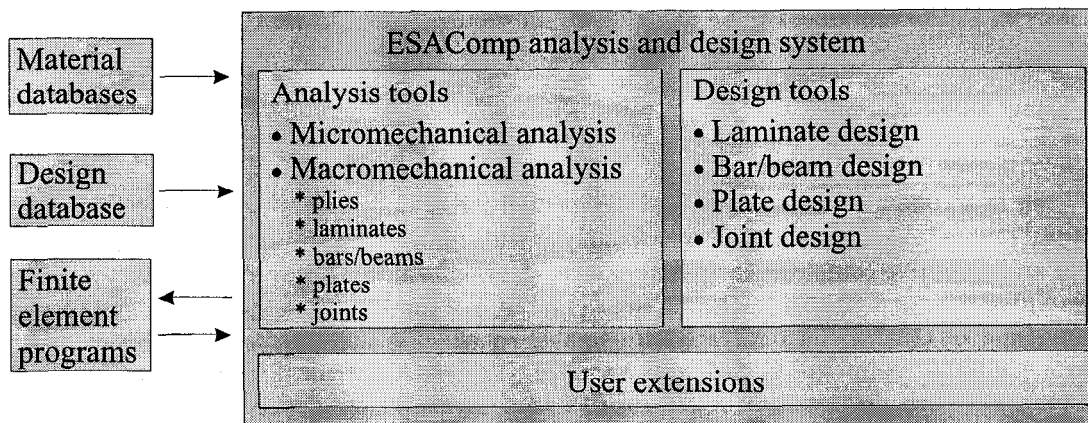 Material
databases
Design
database
Finite
element
programs
ESAComp analysis and design system
Analysis tools
• Micromechanical analysis
• Macromechanical analysis
* plies
* laminates
* bars/beams
* plates
* joints
Design tools
• Laminate design
• Bar/beam design
• Plate design
• Joint design
User extensions